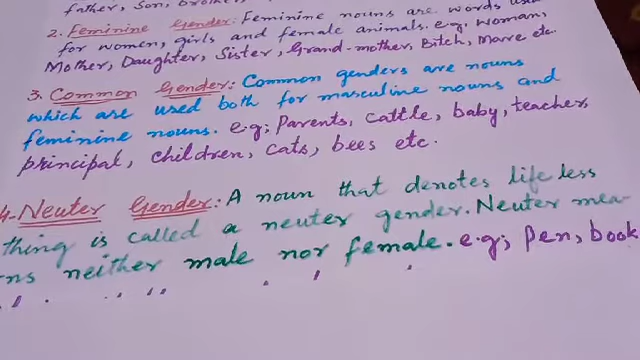 father, Son, Brother,
2. Feminine Gender: Feminine nouns are words used
for women, girls and female animals. e.g, woman,
Mother, Daughter, Sister, Grand-mother, Bitch, Mare etc.
3. Common Gender: Common genders are nouns
which are used both for masculine nouns and
feminine nouns. e.g; Parents, cattle, baby, teachers
principal, children, cats, bees etc.
4. Neuter Gender: A noun that denotes life less
thing is called a neuter gender. Neuter mea-
ns neither male nor female. e.g; pen, book